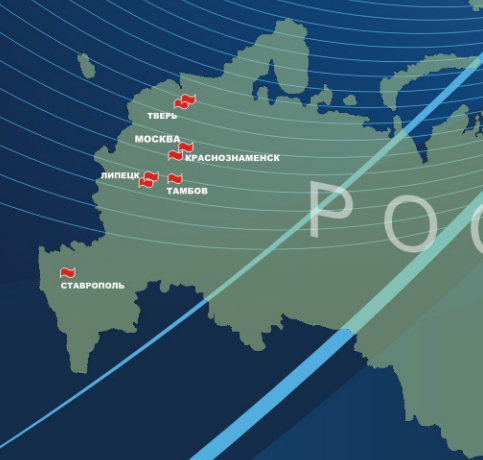 ТВЕРЬ
МОСКВА
КРАСНОЗНАМЕНСК
ЛИПЕЦК
ТАМБОВ
РОС
СТАВРОПОЛЬ